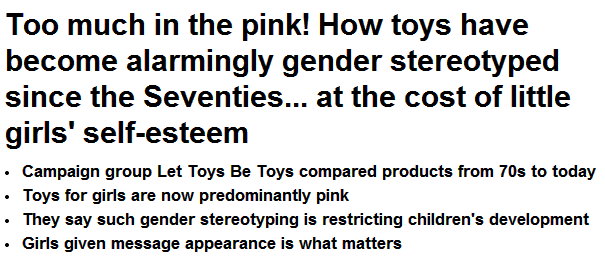 Too much in the pink! How toys have
become alarmingly gender stereotyped
since the Seventies... at the cost of little
girls' self-esteem
• Campaign group Let Toys Be Toys compared products from 70s to today
• Toys for girls are now predominantly pink
• They say such gender stereotyping is restricting children's development
• Girls given message appearance is what matters